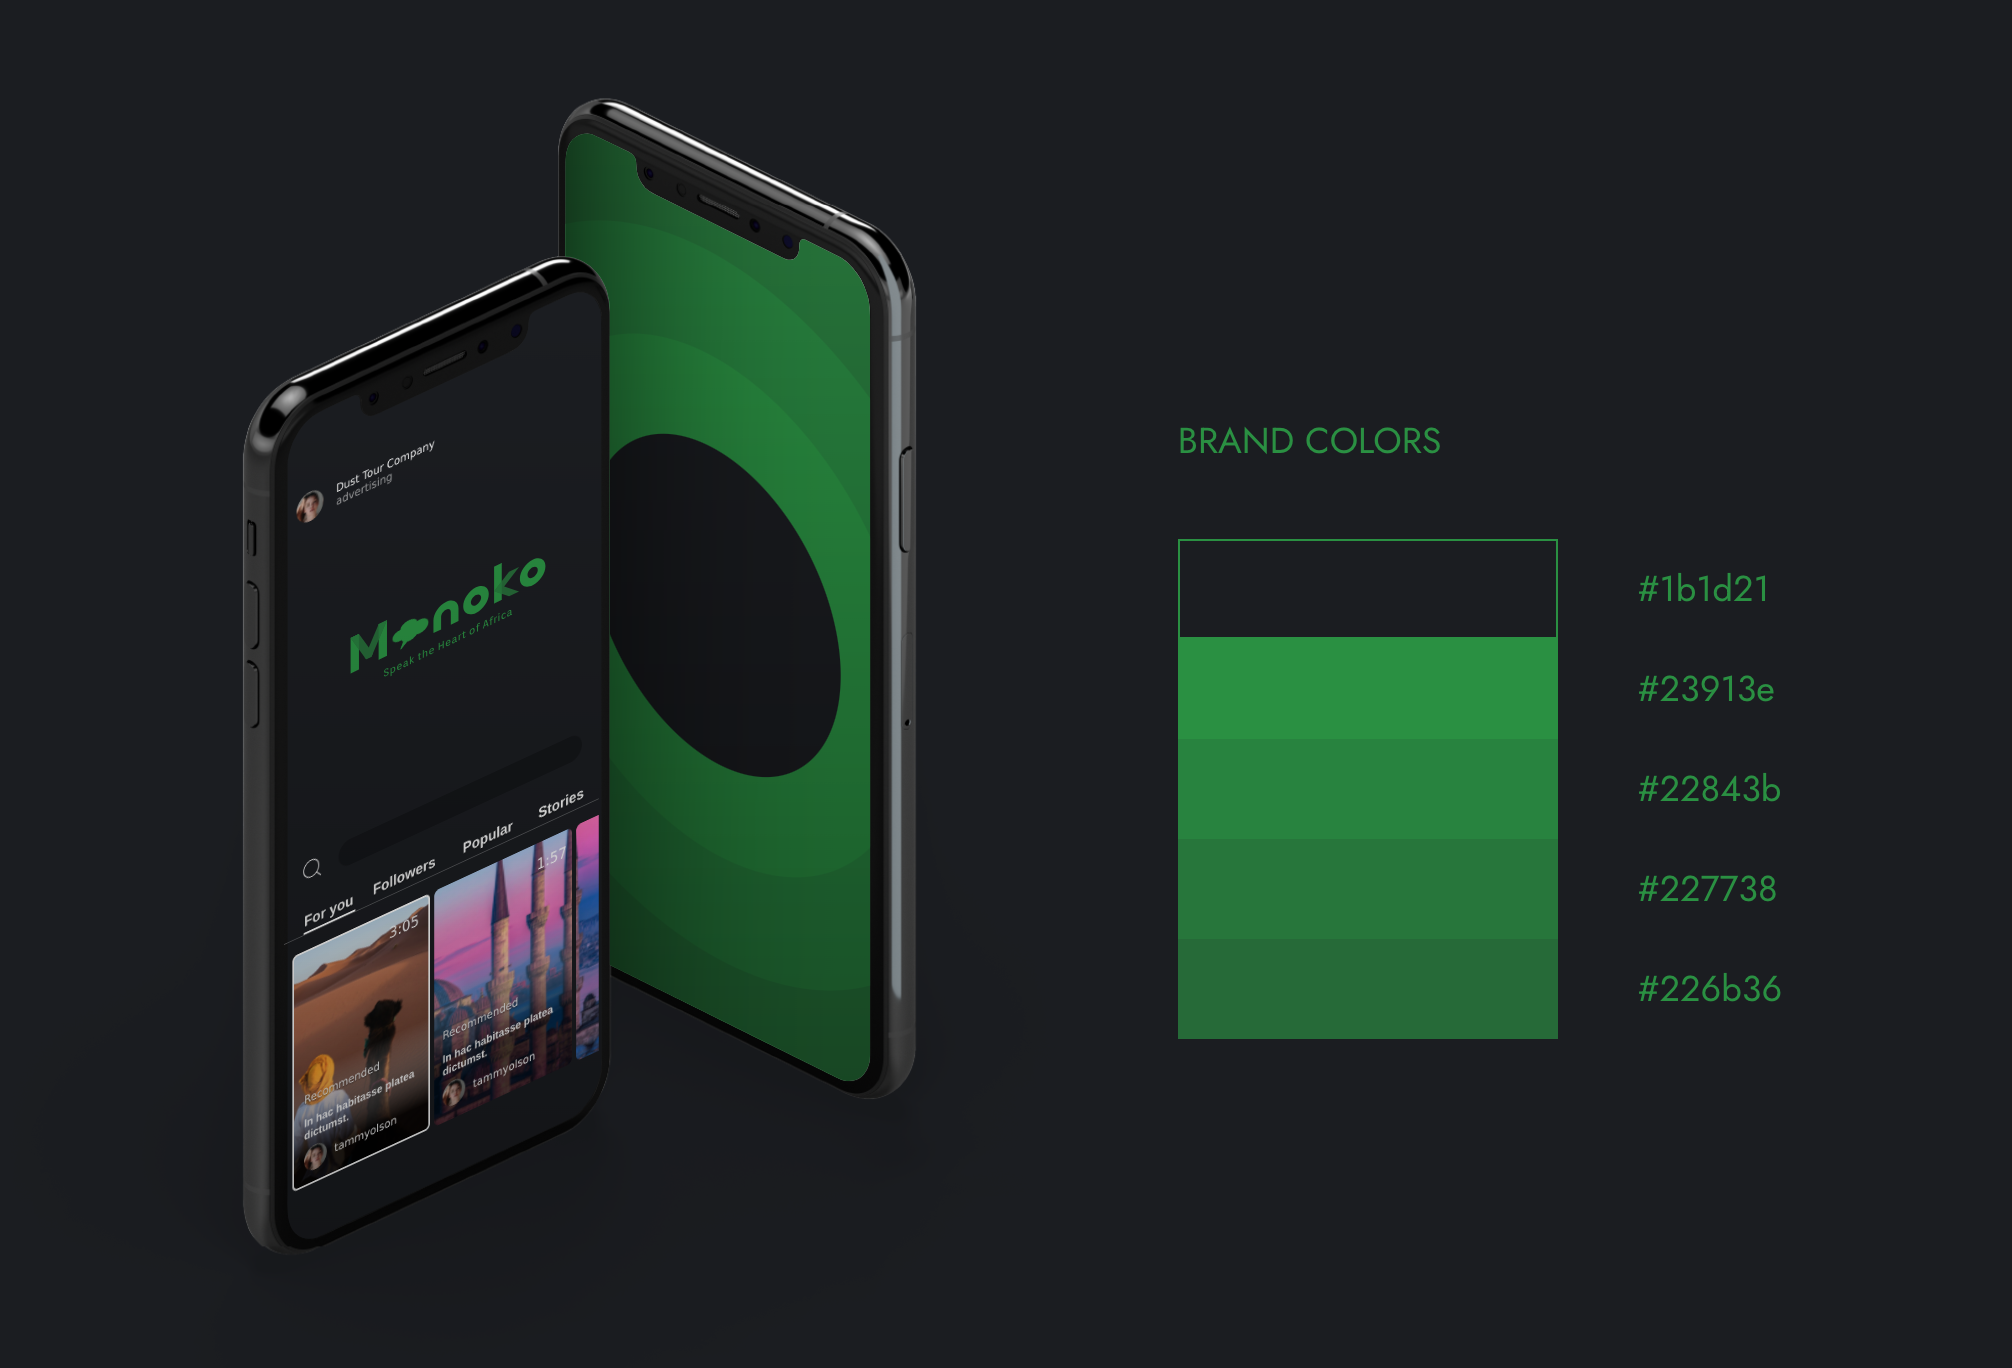 Dust Tour Company
advertising
Monoko
Speak the Heart of Africa
For you
Followers
Popular
Stories
3:05
Recommended
In hac habitasse platea
dictumst.
tammyolson
1:57
Recommended
In hac habitasse platea
dictumst.
tammyolson
BRAND COLORS
#1b1d21
#23913e
#22843b
#227738
#226b36